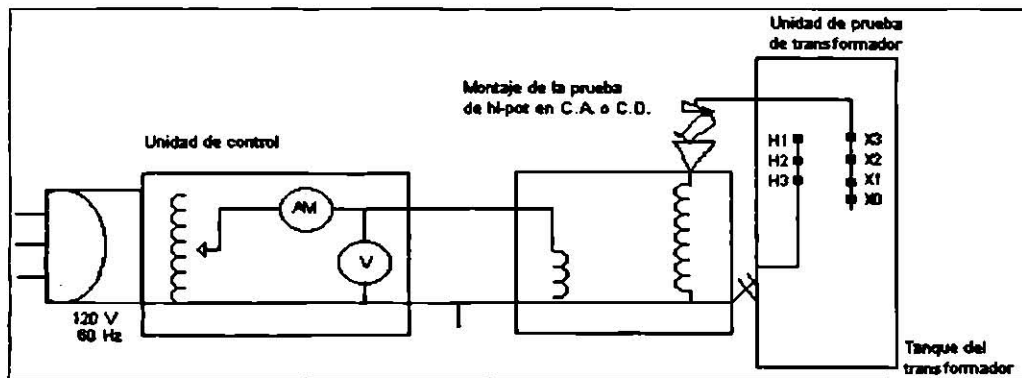 Unidad de prueba
de transformador
Montaje de la prueba
de hi-pot en C.A. o C.D.
Unidad de control
H1
H2
H3
X3
X2
X1
X0
AM
V
120 V
60 Hz
Tanque del
transformador